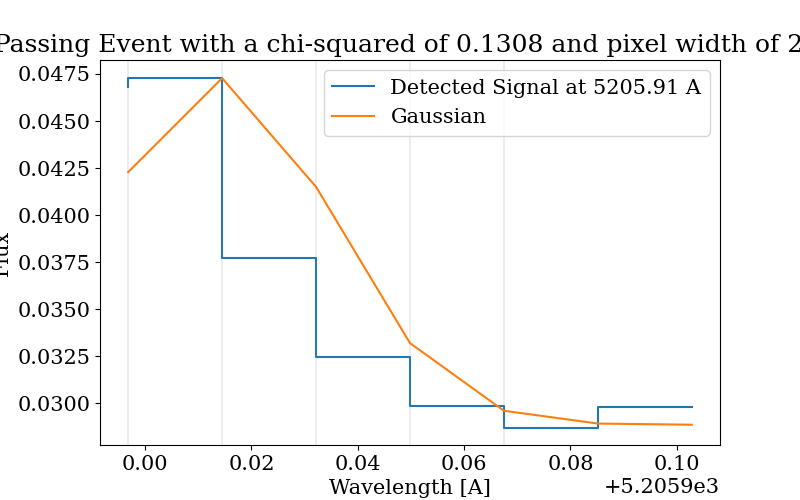 Passing Event with a chi-squared of 0.1308 and pixel width of 2
Detected Signal at 5205.91 A
Gaussian
0.0475
0.0450
0.0425
0.0400
0.0375
0.0350
0.0325
0.0300
Flux
0.00 0.02 0.04 0.06 0.08 0.10
Wavelength [A] +5.2059e3